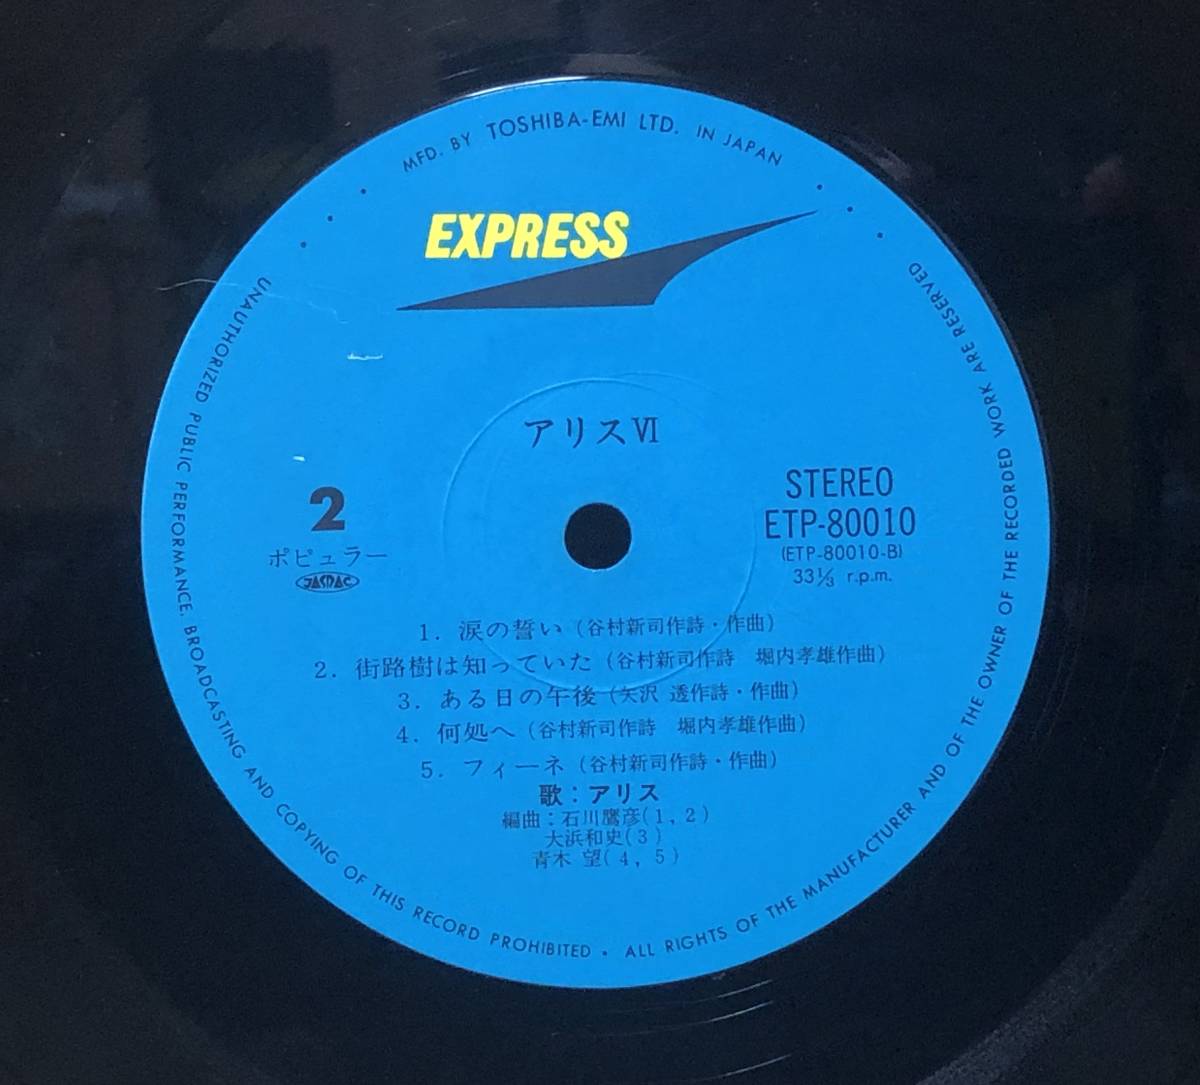 MFD. BY TOSHIBA-EMI LTD. IN JAPAN
EXPRESS
アリスⅥ
2
ポピュラー
JASRAC
STEREO
ETP-80010
(ETP-80010-B)
33⅓ r.p.m.
1. 涙の誓い (谷村新司作詩・作曲)
2. 街路樹は知っていた (谷村新司作詩 堀内孝雄作曲)
3. ある日の午後 (矢沢 透作詩・作曲)
4. 何処へ (谷村新司作詩 堀内孝雄作曲)
5. フィーネ (谷村新司作詩・作曲)
歌：アリス
編曲：石川鷹彦(1, 2)
大浜和史(3)
青木 望(4, 5)
UNAUTHORIZED PUBLIC PERFORMANCE, BROADCASTING AND COPYING OF THIS RECORD PROHIBITED • ALL RIGHTS OF THE MANUFACTURER AND OF THE OWNER OF THE RECORDED WORK ARE RESERVED